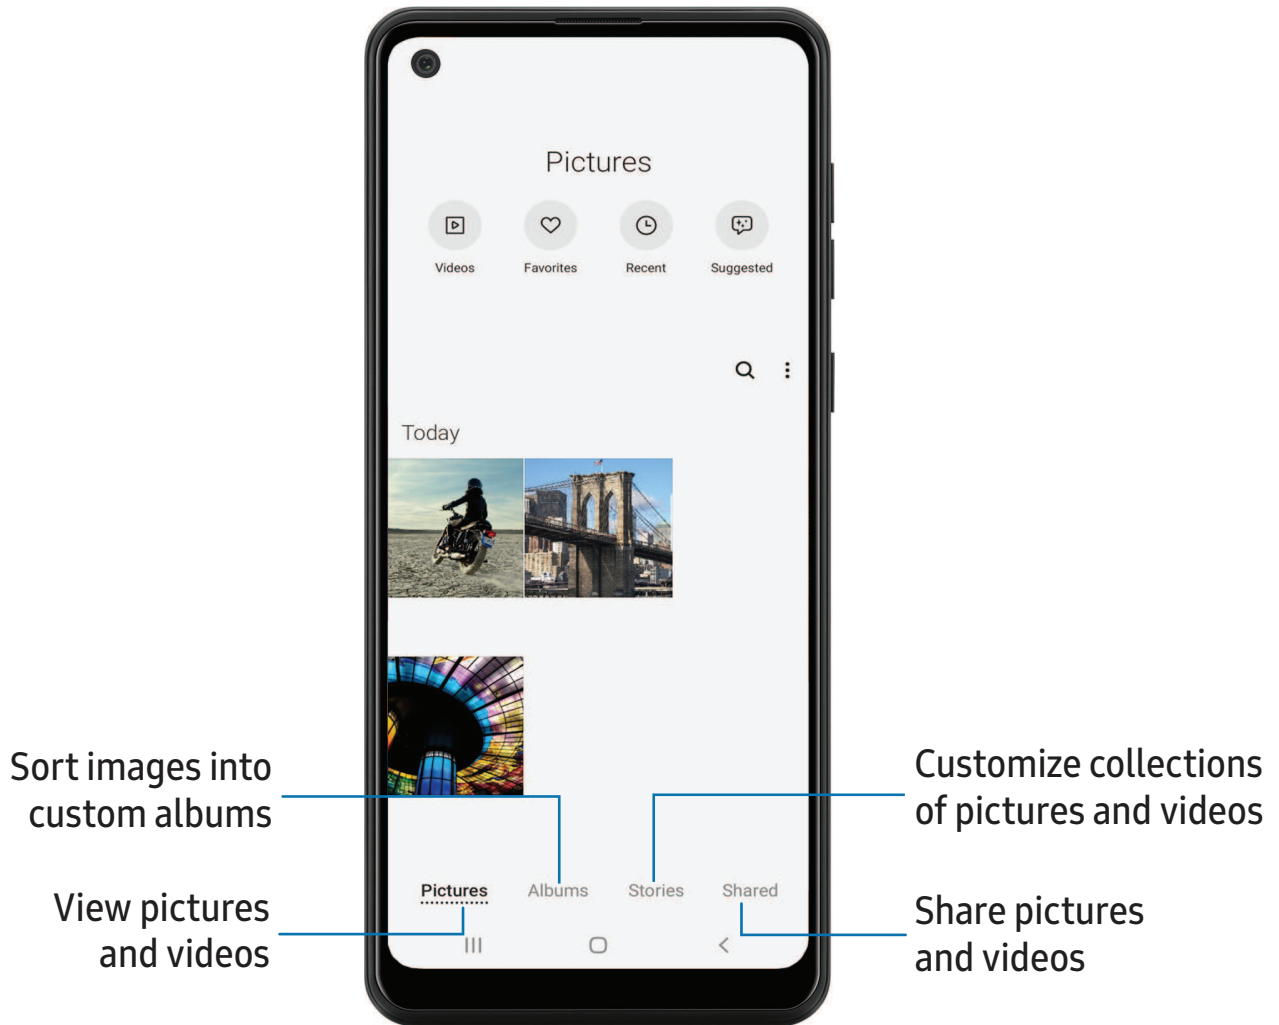 Pictures
Videos
Favorites
Recent
Suggested
Today
Sort images into
custom albums
Customize collections
of pictures and videos
Pictures
Albums
Stories
Shared
View pictures
and videos
Share pictures
and videos